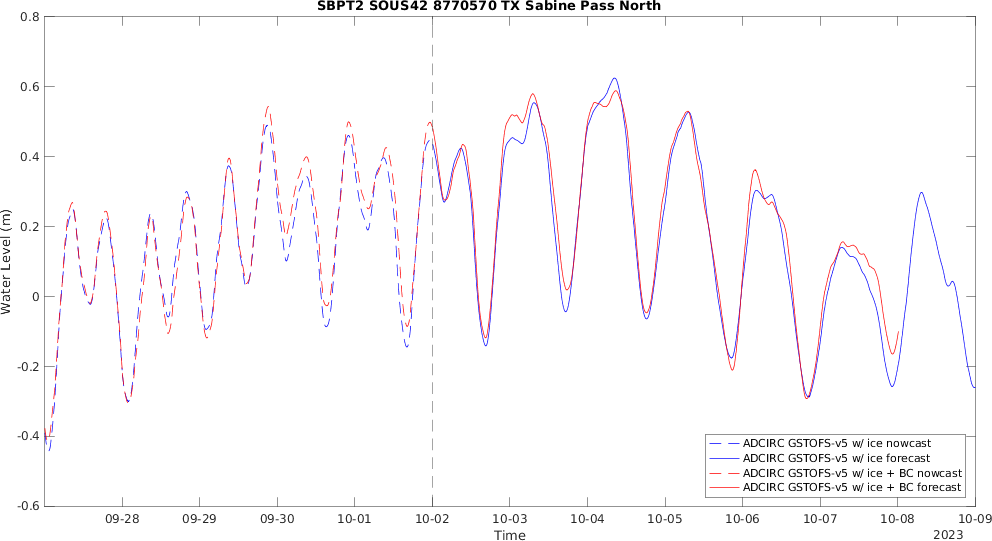 SBPT2 SOUS42 8770570 TX Sabine Pass North
Water Level (m)
0.8
0.6
0.4
0.2
0
-0.2
-0.4
-0.6
09-28 09-29 09-30 10-01 10-02 10-03 10-04 10-05 10-06 10-07 10-08 10-09
Time
2023
ADCIRC GSTOFS-v5 w/ ice nowcast
ADCIRC GSTOFS-v5 w/ ice forecast
ADCIRC GSTOFS-v5 w/ ice + BC nowcast
ADCIRC GSTOFS-v5 w/ ice + BC forecast